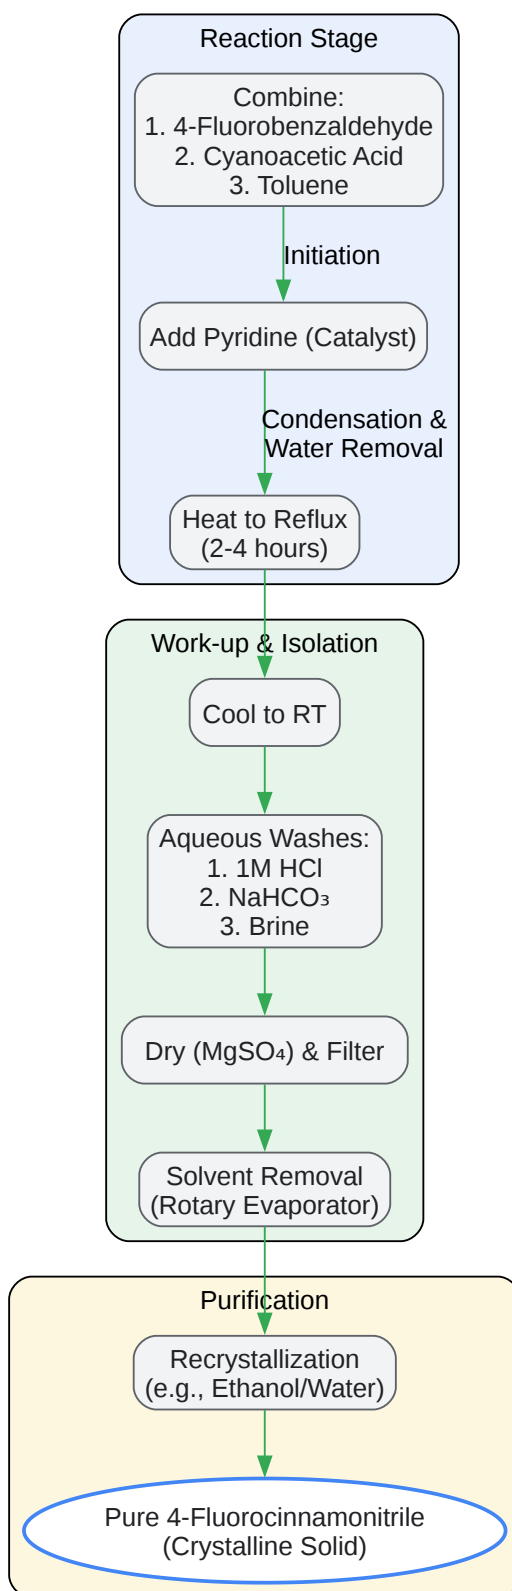 Reaction Stage
Combine:
1. 4-Fluorobenzaldehyde
2. Cyanoacetic Acid
3. Toluene
Initiation
Add Pyridine (Catalyst)
Condensation &
Water Removal
Heat to Reflux
(2-4 hours)
Work-up & Isolation
Cool to RT
Aqueous Washes:
1. 1M HCl
2. NaHCO₃
3. Brine
Dry (MgSO₄) & Filter
Solvent Removal
(Rotary Evaporator)
Purification
Recrystallization
(e.g., Ethanol/Water)
Pure 4-Fluorocinnamonitrile
(Crystalline Solid)